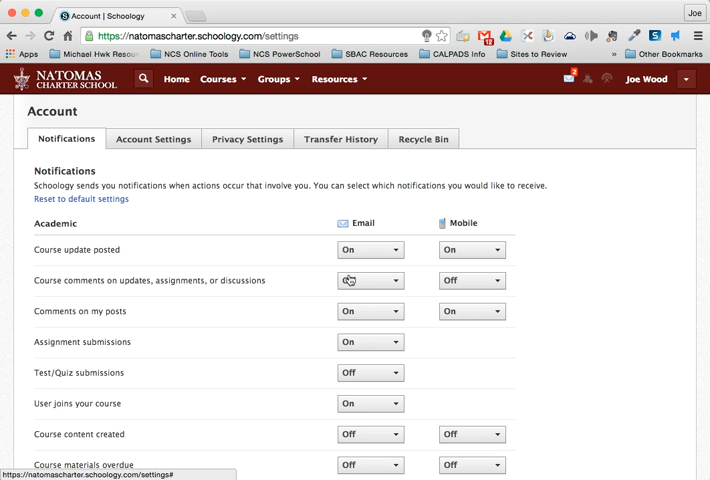 Account | Schoology
Joe
https://natomascharter.schoology.com/settings
12
Apps Michael Hwk Resour NCS Online Tools NCS PowerSchool SBAC Resources CALPADS Info Sites to Review » Other Bookmarks
NATOMAS
CHARTER SCHOOL
Home Courses Groups Resources 2 Joe Wood
Account
Notifications Account Settings Privacy Settings Transfer History Recycle Bin
Notifications
Schoology sends you notifications when actions occur that involve you. You can select which notifications you would like to receive.
Reset to default settings
Academic Email Mobile
Course update posted On On
Course comments on updates, assignments, or discussions Off
Comments on my posts On On
Assignment submissions On
Test/Quiz submissions Off
User joins your course On
Course content created Off Off
Course materials overdue Off Off
https://natomascharter.schoology.com/settings#